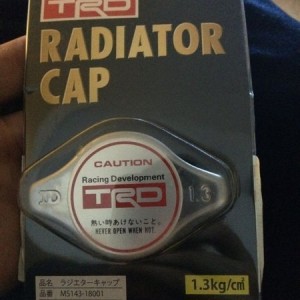 TRD
RADIATOR
CAP
CAUTION
Racing Development
TRD
1.3
熱い時あけないこと。
NEVER OPEN WHEN HOT
品名 ラジエターキャップ
品番 MS143-18001
1.3kg/cm²